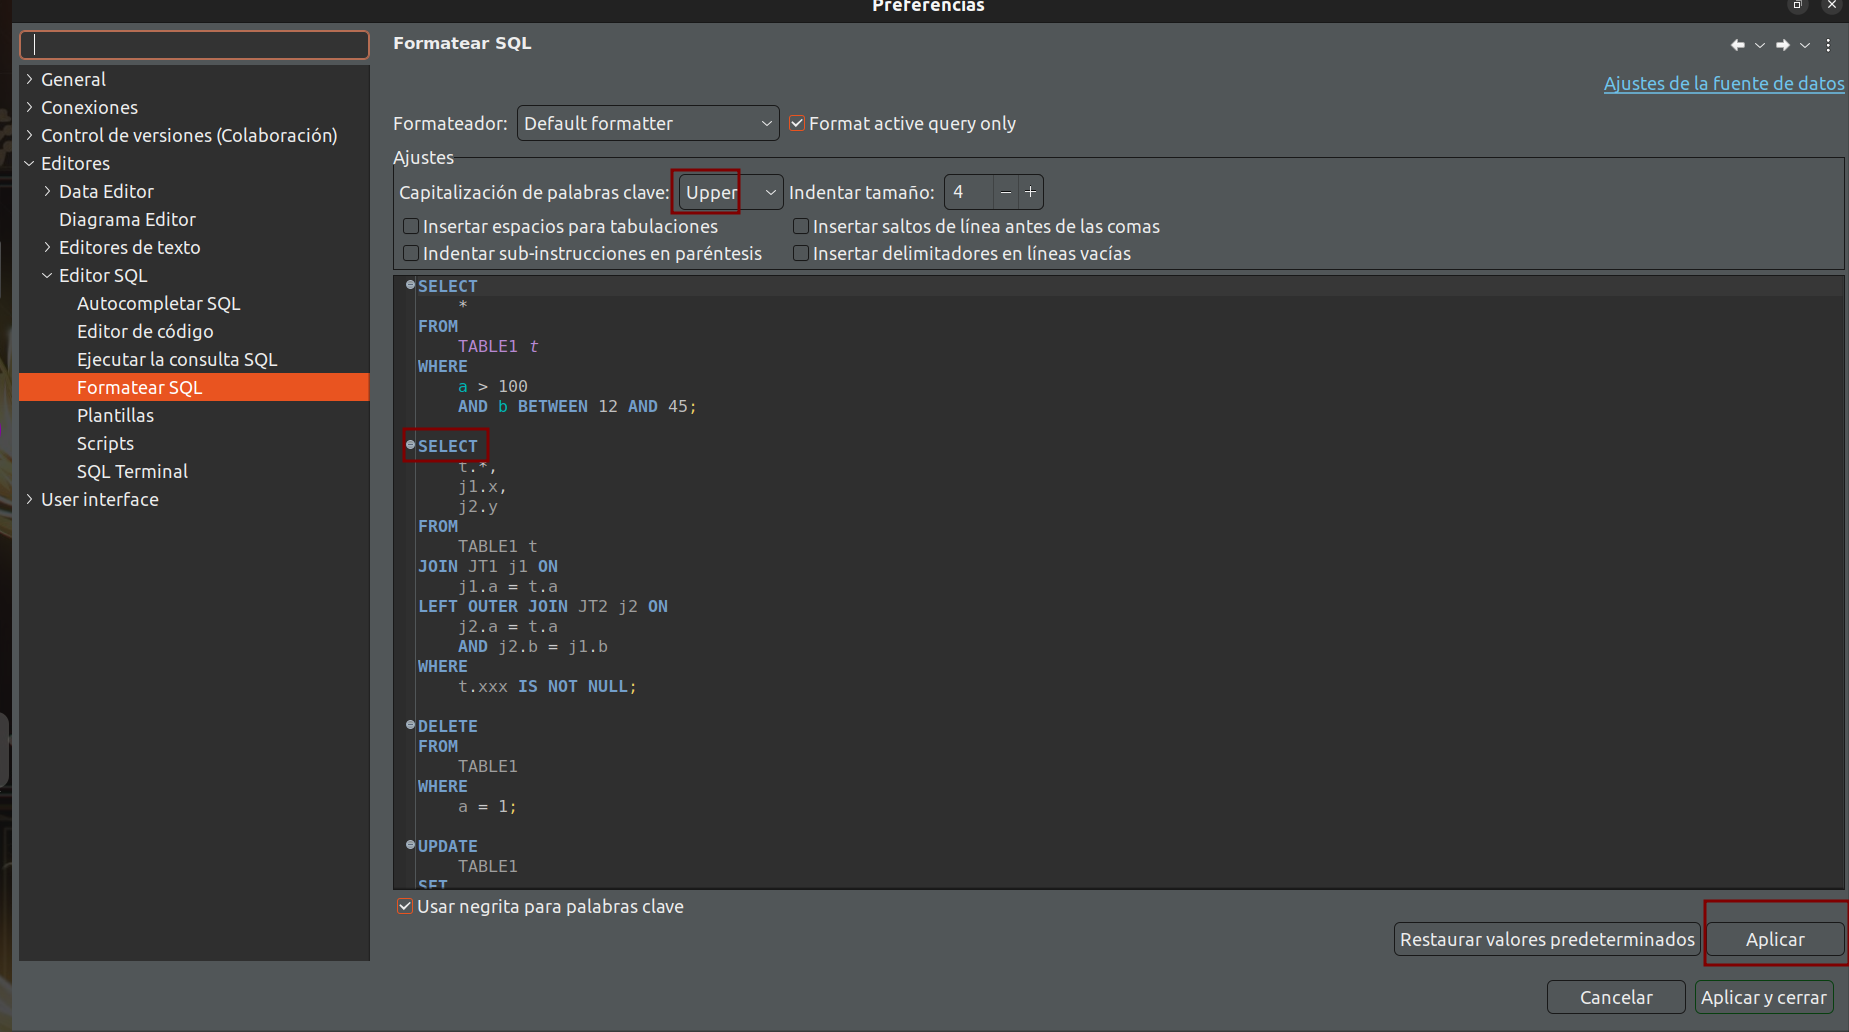 Preferencias
Formatear SQL
Ajustes de la fuente de datos
General
Conexiones
Control de versiones (Colaboración)
Editores
Data Editor
Diagrama Editor
Editores de texto
Editor SQL
Autocompletar SQL
Editor de código
Ejecutar la consulta SQL
Formatear SQL
Plantillas
Scripts
SQL Terminal
User interface
Formateador: Default formatter Format active query only
Ajustes
Capitalización de palabras clave: Upper Indentar tamaño: 4 − +
Insertar espacios para tabulaciones Insertar saltos de línea antes de las comas
Indentar sub-instrucciones en paréntesis Insertar delimitadores en líneas vacías
SELECT
*
FROM
TABLE1 t
WHERE
a > 100
AND b BETWEEN 12 AND 45;
SELECT
t.*,
j1.x,
j2.y
FROM
TABLE1 t
JOIN JT1 j1 ON
j1.a = t.a
LEFT OUTER JOIN JT2 j2 ON
j2.a = t.a
AND j2.b = j1.b
WHERE
t.xxx IS NOT NULL;
DELETE
FROM
TABLE1
WHERE
a = 1;
UPDATE
TABLE1
SET
Usar negrita para palabras clave
Restaurar valores predeterminados Aplicar
Cancelar Aplicar y cerrar